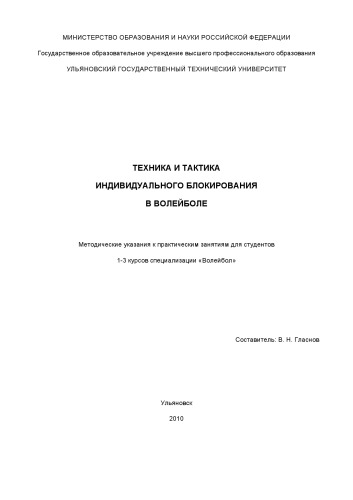 МИНИСТЕРСТВО ОБРАЗОВАНИЯ И НАУКИ РОССИЙСКОЙ ФЕДЕРАЦИИ
Государственное образовательное учреждение высшего профессионального образования
УЛЬЯНОВСКИЙ ГОСУДАРСТВЕННЫЙ ТЕХНИЧЕСКИЙ УНИВЕРСИТЕТ
ТЕХНИКА И ТАКТИКА
ИНДИВИДУАЛЬНОГО БЛОКИРОВАНИЯ
В ВОЛЕЙБОЛЕ
Методические указания к практическим занятиям для студентов
1-3 курсов специализации «Волейбол»
Составитель: В. Н. Гласнов
Ульяновск
2010